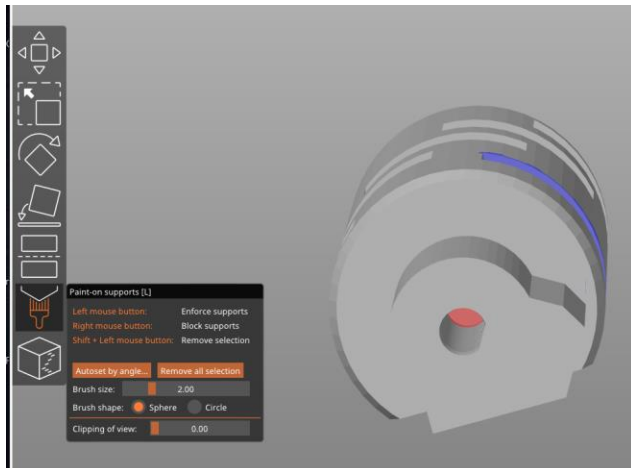 Paint-on supports [L]
Left mouse button: Enforce supports
Right mouse button: Block supports
Shift + Left mouse button: Remove selection
Autoset by angle... Remove all selection
Brush size: 2.00
Brush shape: Sphere Circle
Clipping of view: 0.00